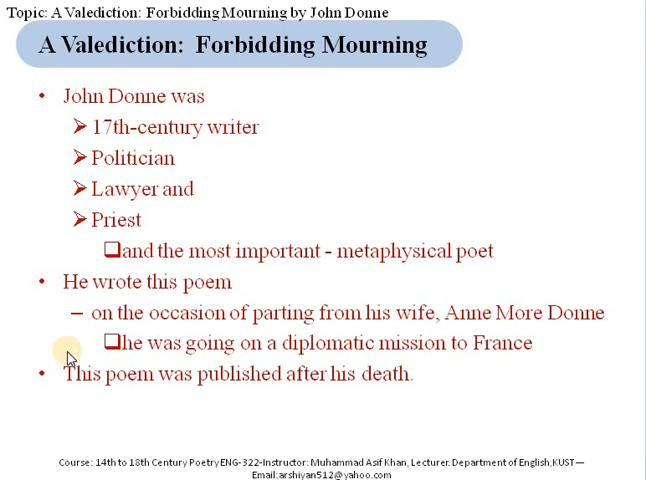 Topic: A Valediction: Forbidding Mourning by John Donne
A Valediction: Forbidding Mourning
• John Donne was
➢ 17th-century writer
➢ Politician
➢ Lawyer and
➢ Priest
❑and the most important - metaphysical poet
• He wrote this poem
– on the occasion of parting from his wife, Anne More Donne
❑he was going on a diplomatic mission to France
• This poem was published after his death.
Course: 14th to 18th Century Poetry ENG-322-Instructor: Muhammad Asif Khan, Lecturer. Department of English,KUST—
Email:arshiyan512@yahoo.com